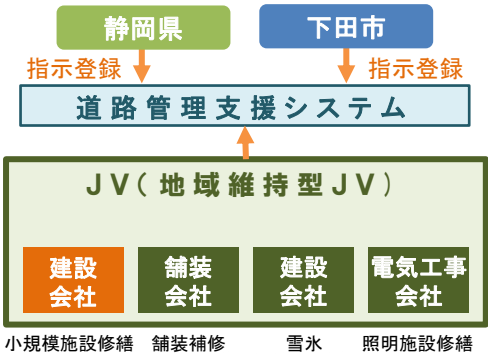 静岡県 下田市
指示登録 指示登録
道路管理支援システム
JV(地域維持型JV)
建設 舗装 建設 電気工事
会社 会社 会社 会社
小規模施設修繕 舗装補修 雪氷 照明施設修繕